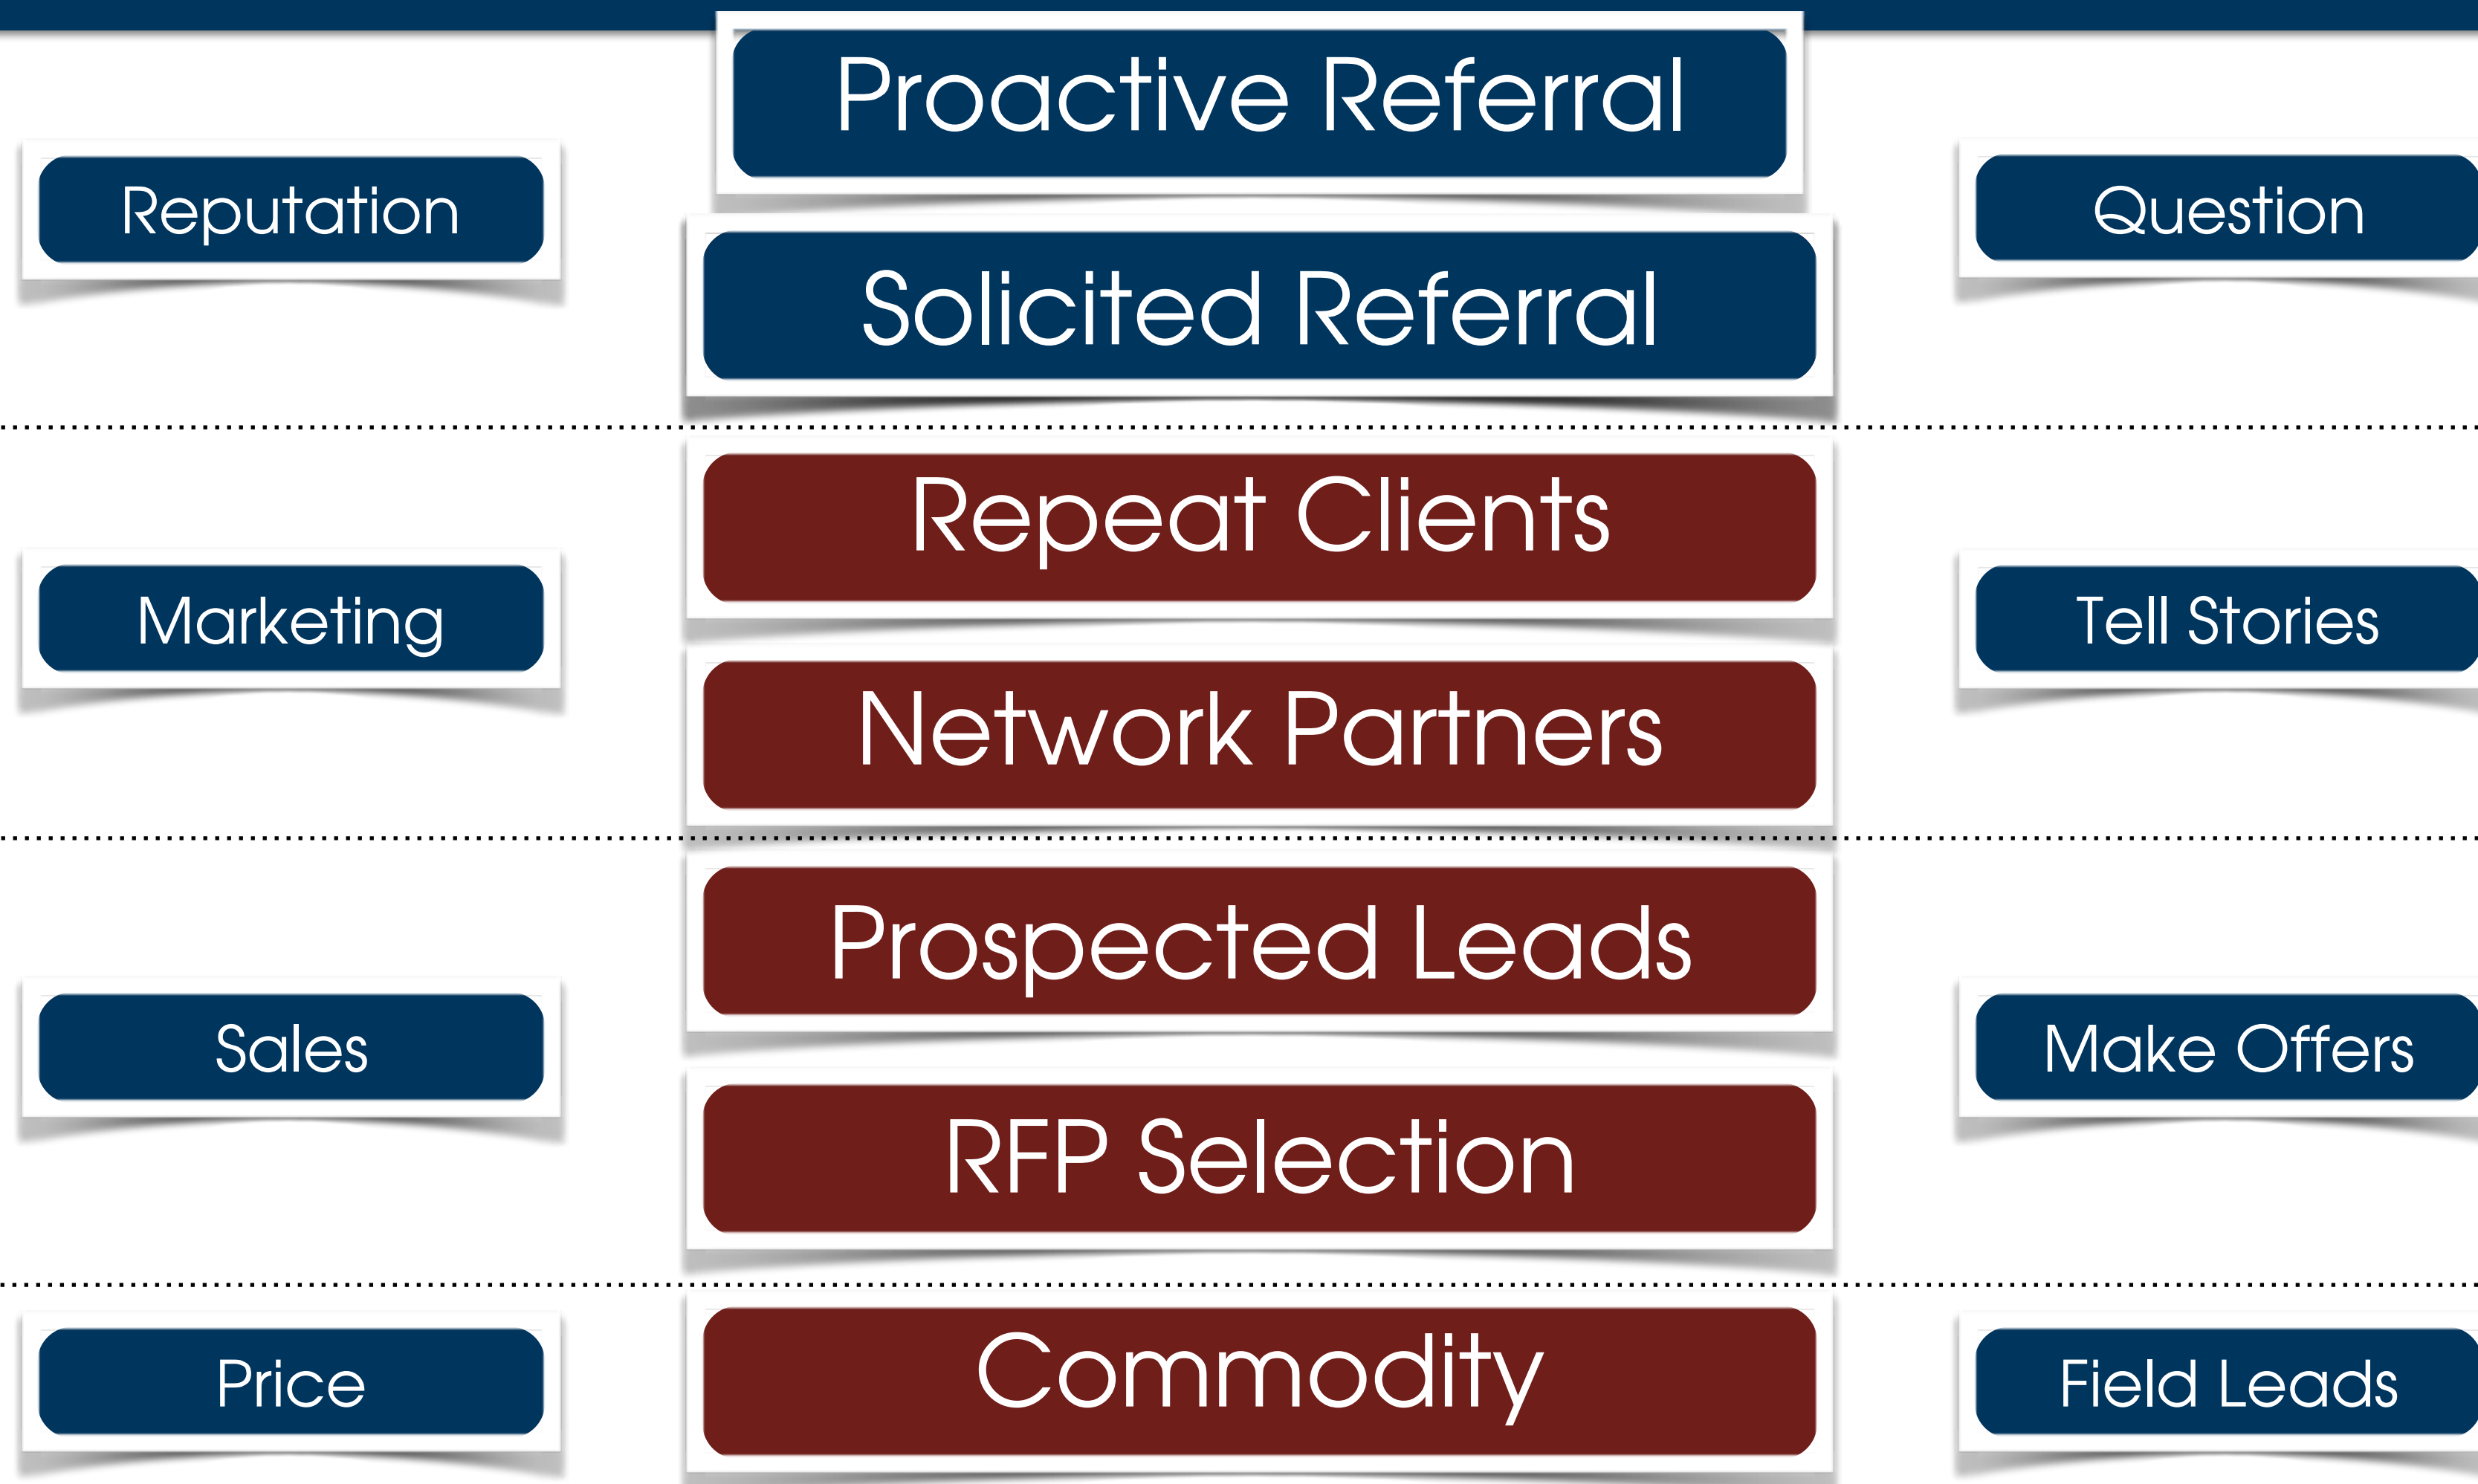 Proactive Referral
Reputation
Question
Solicited Referral
Repeat Clients
Marketing
Tell Stories
Network Partners
Prospected Leads
Sales
Make Offers
RFP Selection
Price
Commodity
Field Leads